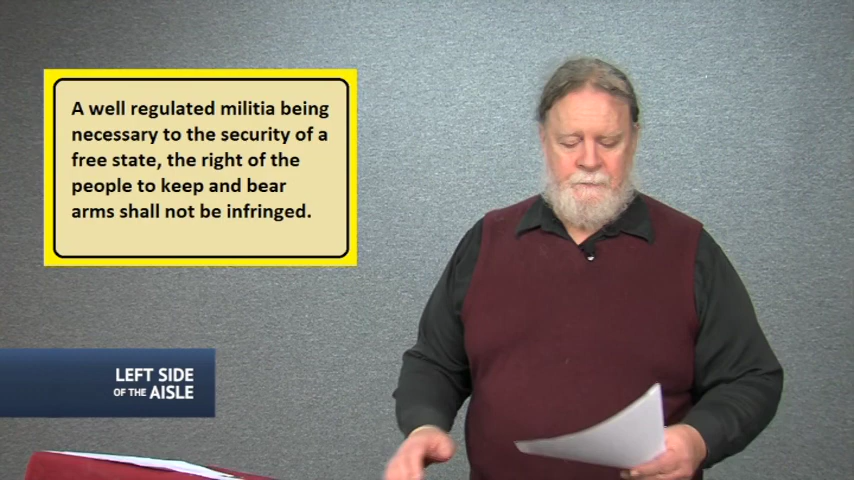 A well regulated militia being
necessary to the security of a
free state, the right of the
people to keep and bear
arms shall not be infringed.
LEFT SIDE
OF THE AISLE